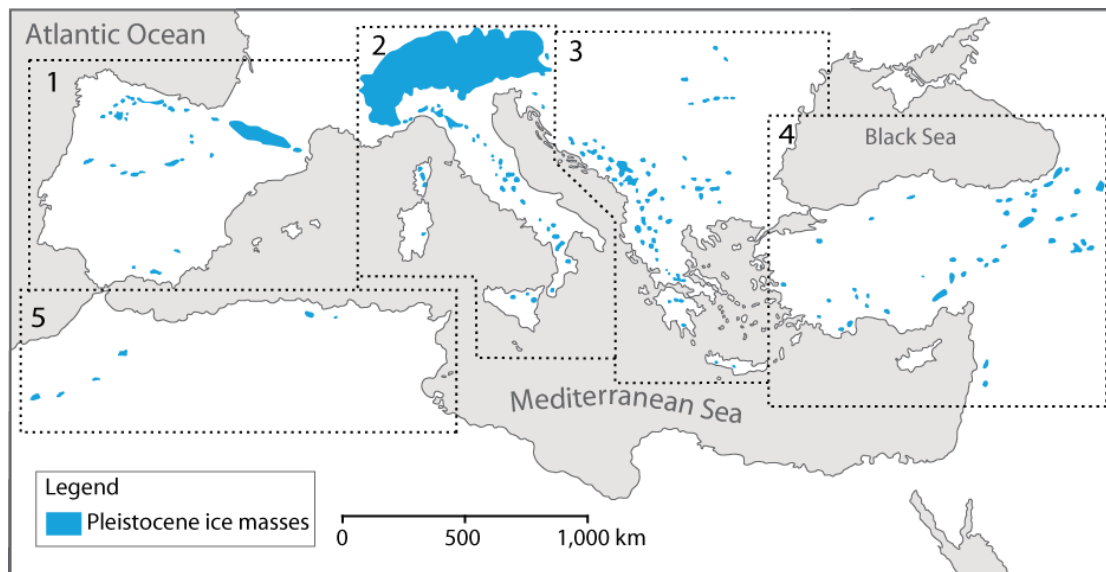 Atlantic Ocean
1
2
3
4
Black Sea
5
Mediterranean Sea
Legend
Pleistocene ice masses
0 500 1,000 km